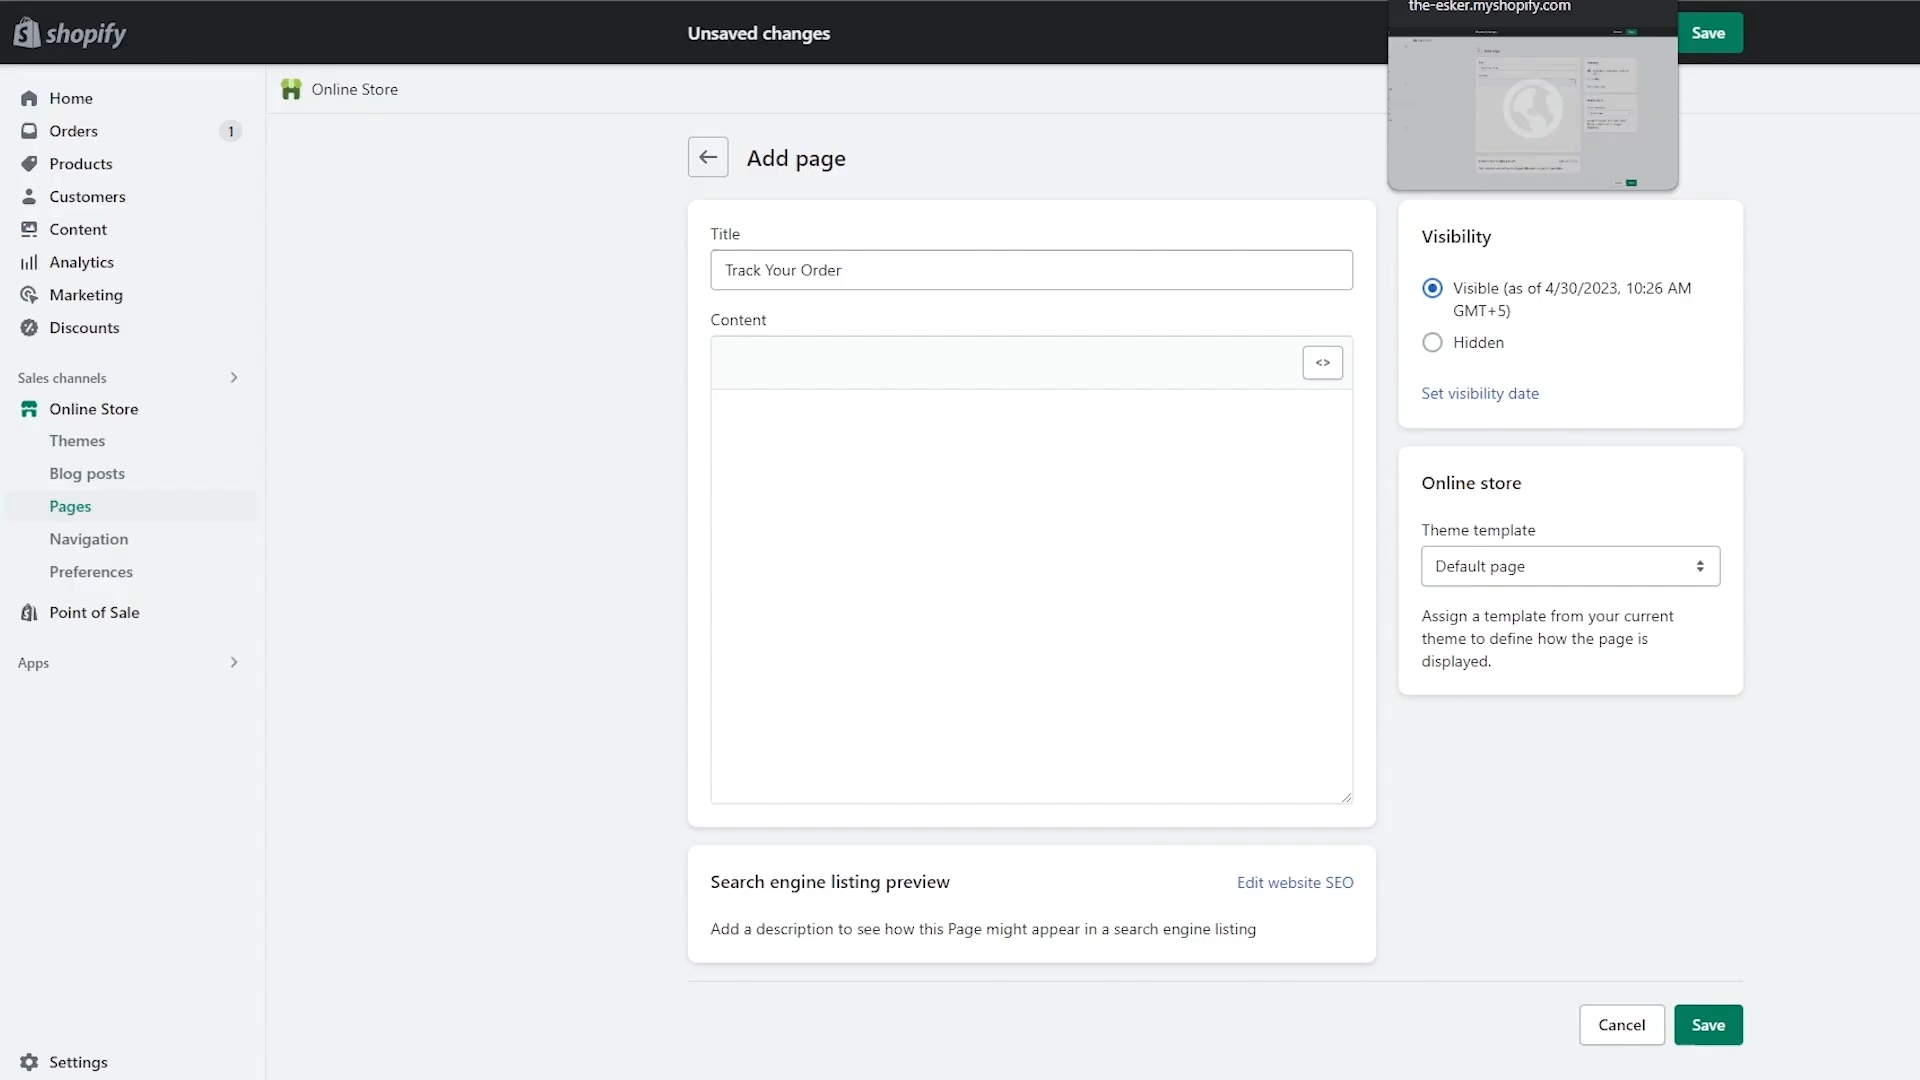 shopify
Unsaved changes
the-esker.myshopify.com
Save
Home
Orders
1
Products
Customers
Content
Analytics
Marketing
Discounts
Sales channels
Online Store
Themes
Blog posts
Pages
Navigation
Preferences
Point of Sale
Apps
Settings
Online Store
Add page
Title
Track Your Order
Content
<>
Search engine listing preview
Edit website SEO
Add a description to see how this Page might appear in a search engine listing
Visibility
Visible (as of 4/30/2023, 10:26 AM
GMT+5)
Hidden
Set visibility date
Online store
Theme template
Default page
Assign a template from your current
theme to define how the page is
displayed.
Cancel
Save